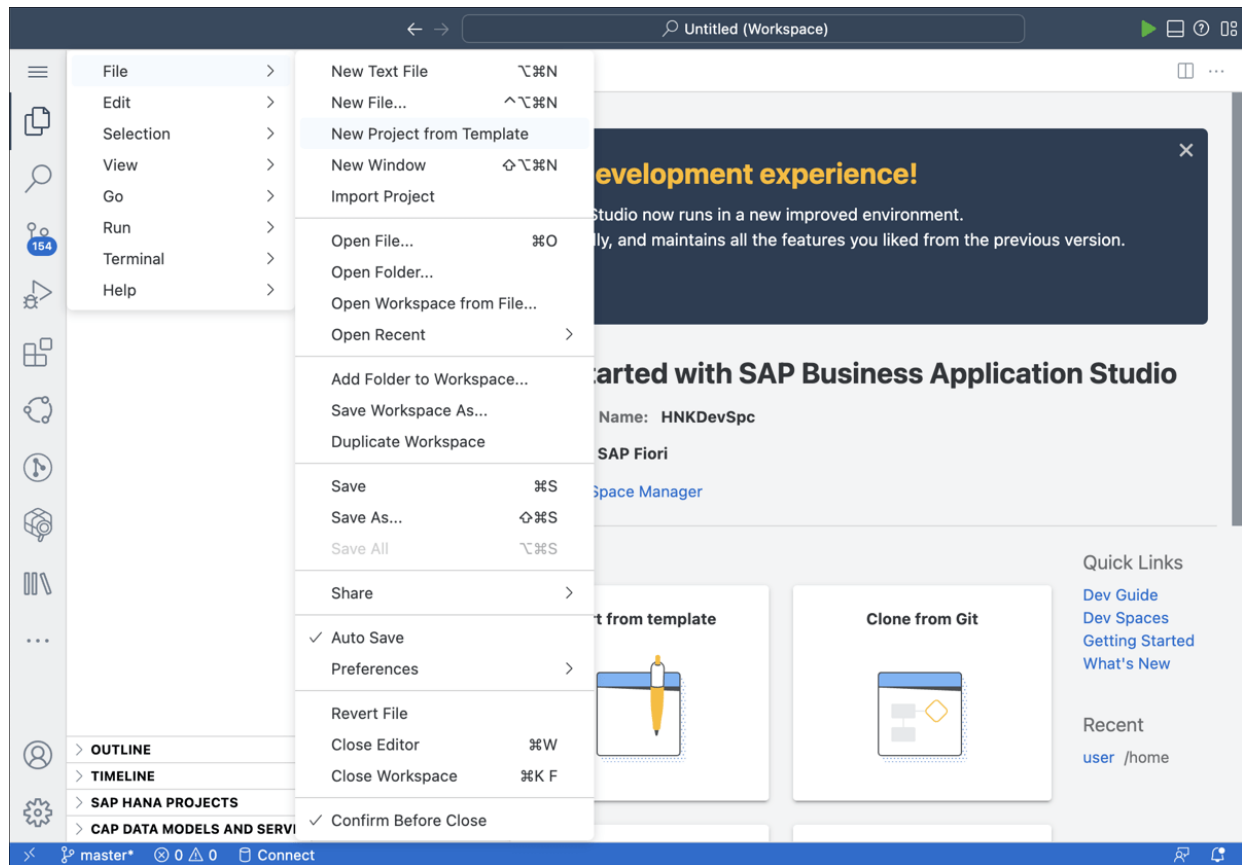 Untitled (Workspace)
File
Edit
Selection
View
Go
Run
Terminal
Help
New Text File ⌥⌘N
New File... ^⌥⌘N
New Project from Template
New Window ⇧⌥⌘N
Import Project
Open File... ⌘O
Open Folder...
Open Workspace from File...
Open Recent
Add Folder to Workspace...
Save Workspace As...
Duplicate Workspace
Save ⌘S
Save As... ⇧⌘S
Save All ⌥⌘S
Share
Auto Save
Preferences
Revert File
Close Editor ⌘W
Close Workspace ⌘K F
Confirm Before Close
154
evelopment experience!
Studio now runs in a new improved environment.
lly, and maintains all the features you liked from the previous version.
arted with SAP Business Application Studio
Name: HNKDevSpc
SAP Fiori
Space Manager
t from template
Clone from Git
Quick Links
Dev Guide
Dev Spaces
Getting Started
What's New
Recent
user /home
OUTLINE
TIMELINE
SAP HANA PROJECTS
CAP DATA MODELS AND SERVI
master* 0 0 Connect